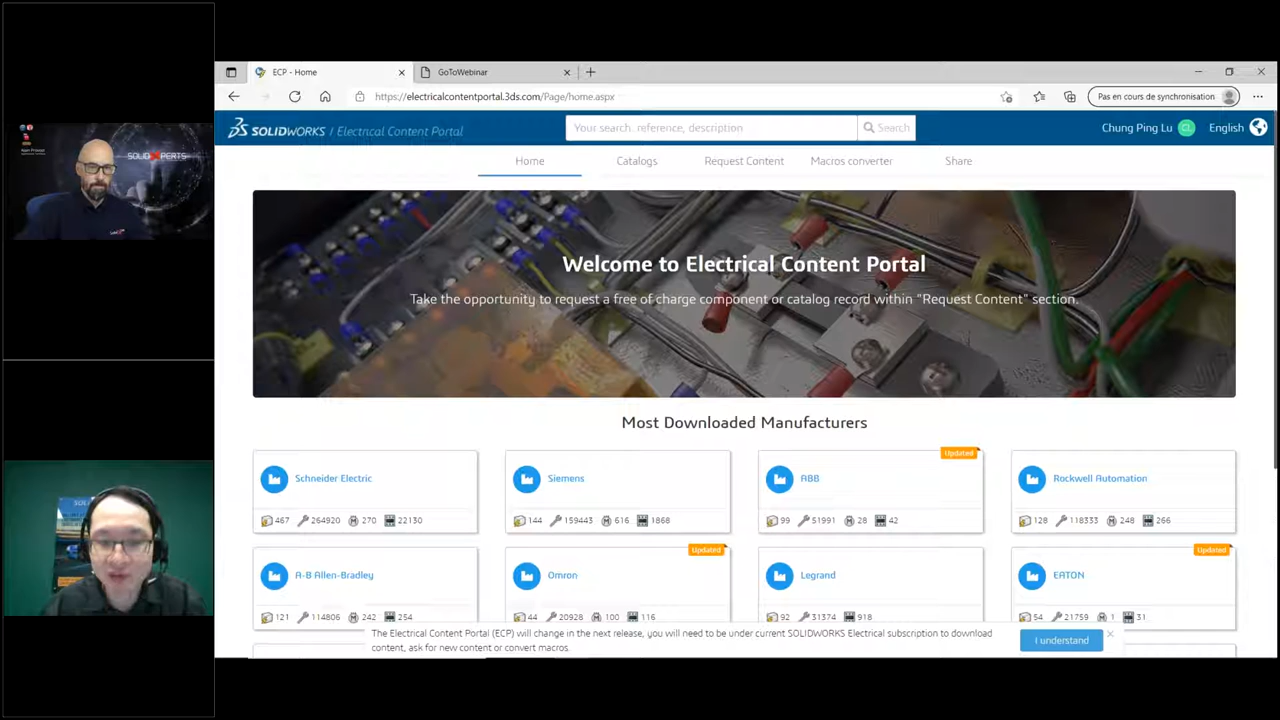 ECP - Home
GoToWebinar
https://electricalcontentportal.3ds.com/Page/home.aspx
Pas en cours de synchronisation
SOLIDWORKS / Electrical Content Portal
Your search. reference, description
Search
Chung Ping Lu
CL
English
Home
Catalogs
Request Content
Macros converter
Share
SOLIDXPERTS
Welcome to Electrical Content Portal
Take the opportunity to request a free of charge component or catalog record within "Request Content" section.
Most Downloaded Manufacturers
Schneider Electric
467 264920 270 22130
Siemens
144 159443 616 1868
Updated
ABB
99 51991 28 42
Rockwell Automation
128 118333 248 266
A-B Allen-Bradley
121 114806 242 254
Updated
Omron
44 20928 100 116
Legrand
92 31374 918
Updated
EATON
54 21759 1 31
The Electrical Content Portal (ECP) will change in the next release, you will need to be under current SOLIDWORKS Electrical subscription to download
content, ask for new content or convert macros.
I understand